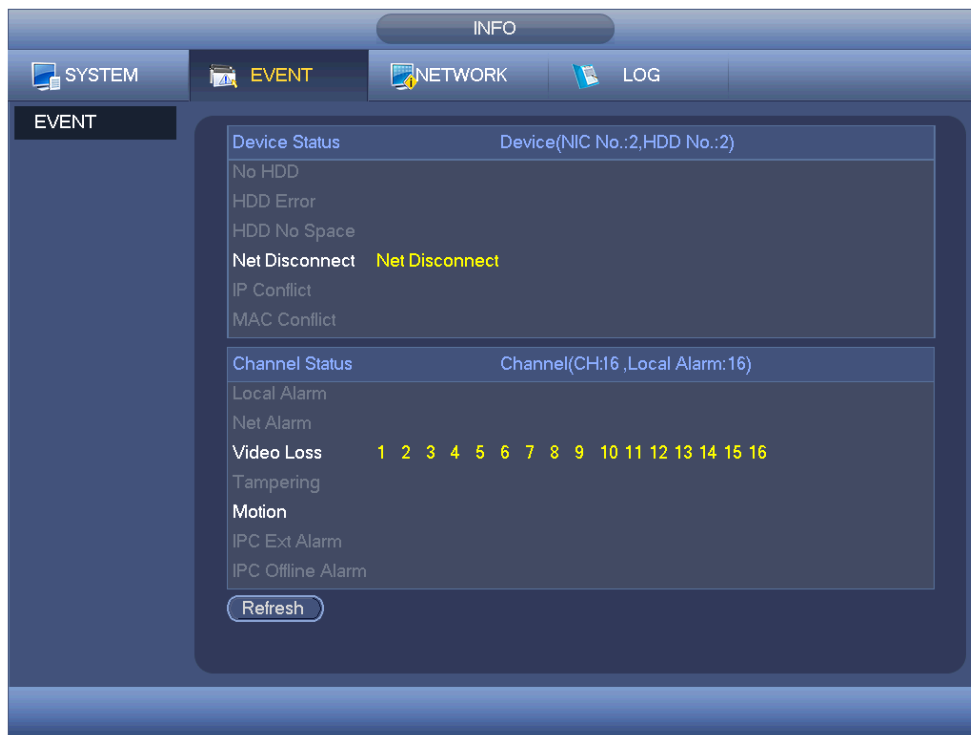 INFO
SYSTEM EVENT NETWORK LOG
EVENT
Device Status Device(NIC No.:2,HDD No.:2)
No HDD
HDD Error
HDD No Space
Net Disconnect Net Disconnect
IP Conflict
MAC Conflict
Channel Status Channel(CH:16 ,Local Alarm:16)
Local Alarm
Net Alarm
Video Loss 1 2 3 4 5 6 7 8 9 10 11 12 13 14 15 16
Tampering
Motion
IPC Ext Alarm
IPC Offline Alarm
Refresh